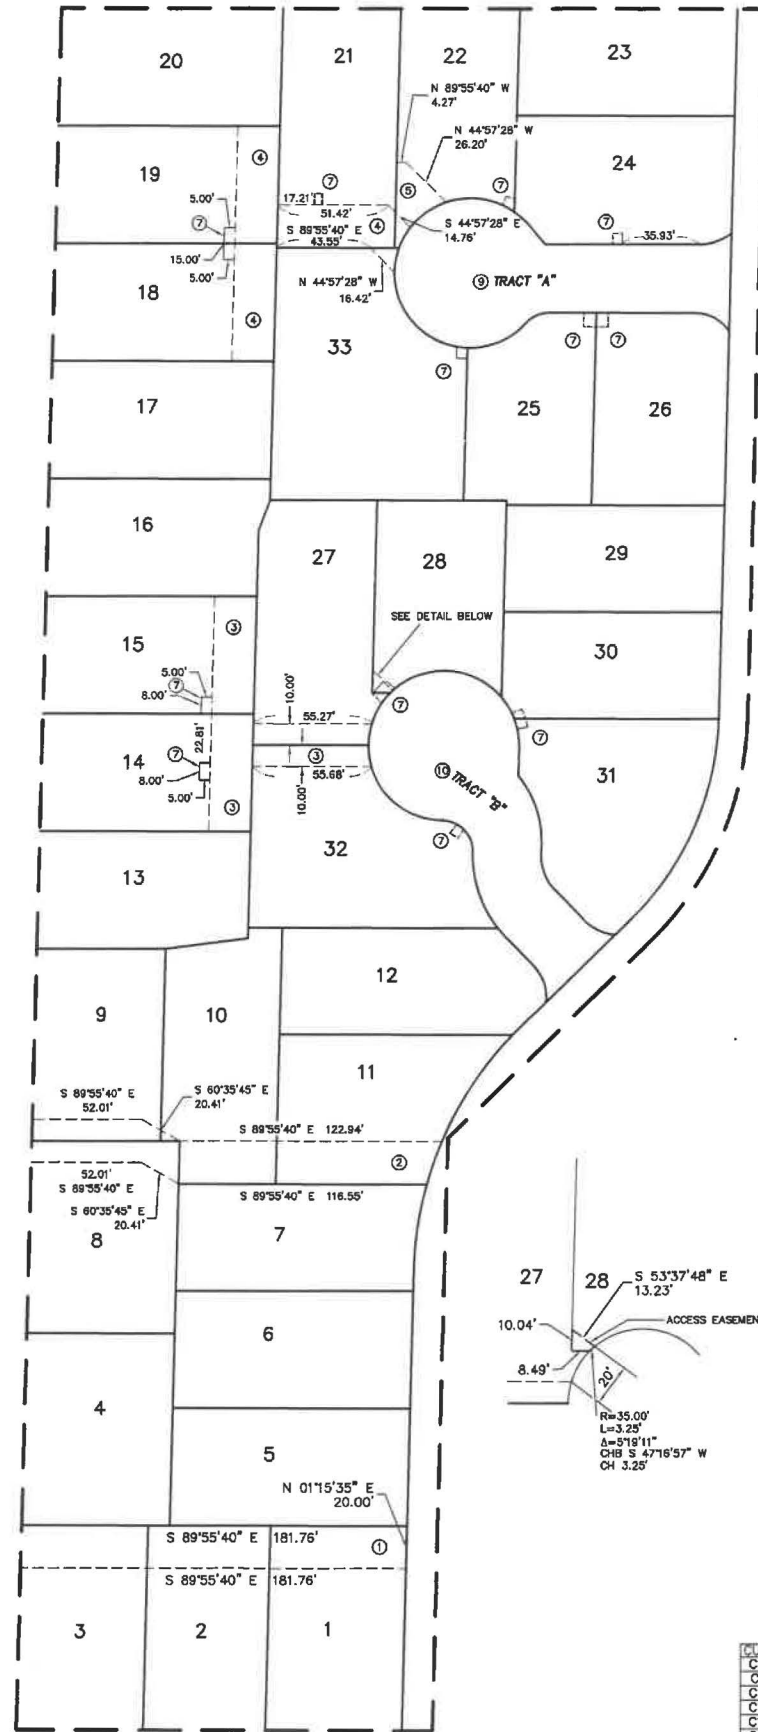 20
21
22
23
N 89°55'40" W
4.27'
N 44°57'28" W
26.20'
19
4
24
5.00'
7
17.21'
7
5
7
7
51.42'
4
S 44°57'28" E
14.76'
35.93'
S 89°55'40" E
43.55'
15.00'
5.00'
18
N 44°57'28" W
16.42'
9 TRACT "A"
4
33
7
7
7
17
25
26
16
27
28
29
SEE DETAIL BELOW
15
3
30
5.00'
7
8.00'
10.00'
7
55.27'
7
22.81'
14
7
8.00'
5.00'
3
55.68'
10.00'
10 TRACT "B"
31
3
7
32
13
12
9
10
11
S 89°55'40" E
52.01'
S 60°35'45" E
20.41'
S 89°55'40" E 122.94'
2
52.01'
S 89°55'40" E
S 89°55'40" E 116.55'
S 60°35'45" E
20.41'
8
7
27
28
S 53°37'48" E
13.23'
10.04'
ACCESS EASEMEN
8.49'
20'
R=35.00'
L=3.25'
Δ=5°19'11"
CHB S 47°16'57" W
CH 3.25'
6
4
5
N 01°15'35" E
20.00'
S 89°55'40" E 181.76'
1
S 89°55'40" E 181.76'
3
2
1
CU
C
C
C
C
C